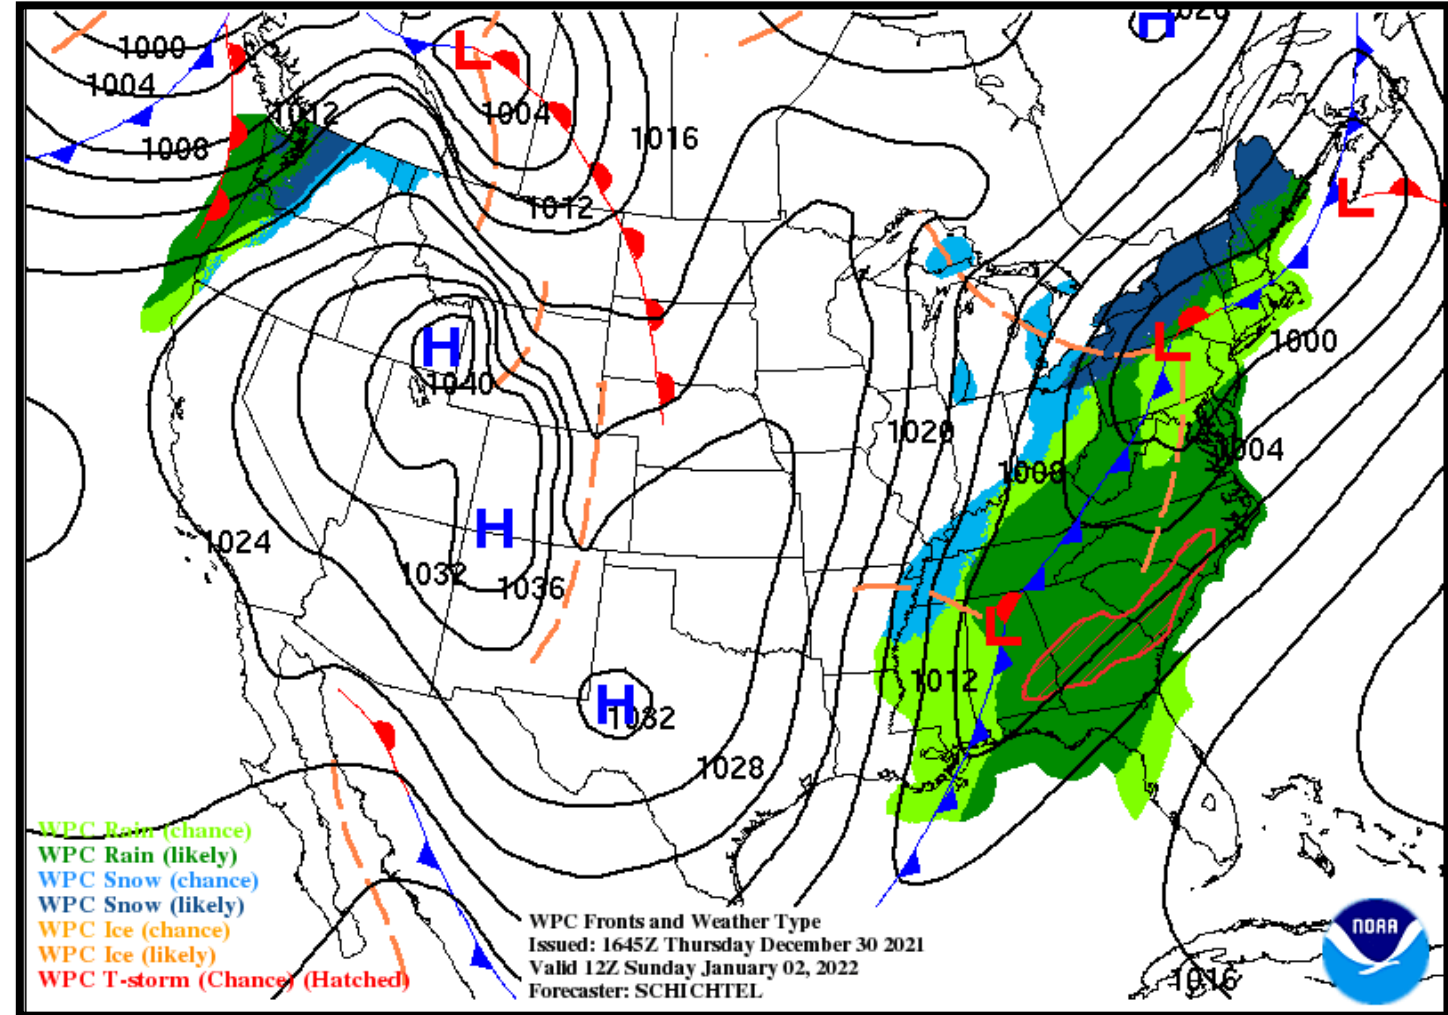 1028
1000
1004
1012
1004
1008
1016
1012
1000
1040
1020
1004
1008
1024
1032
1036
1012
1032
1028
1016
L
H
L
H
L
H
L
H
WPC Rain (chance)
WPC Rain (likely)
WPC Snow (chance)
WPC Snow (likely)
WPC Ice (chance)
WPC Ice (likely)
WPC T-storm (Chance) (Hatched)
WPC Fronts and Weather Type
Issued: 1645Z Thursday December 30 2021
Valid 12Z Sunday January 02, 2022
Forecaster: SCHICHTEL
NOAA